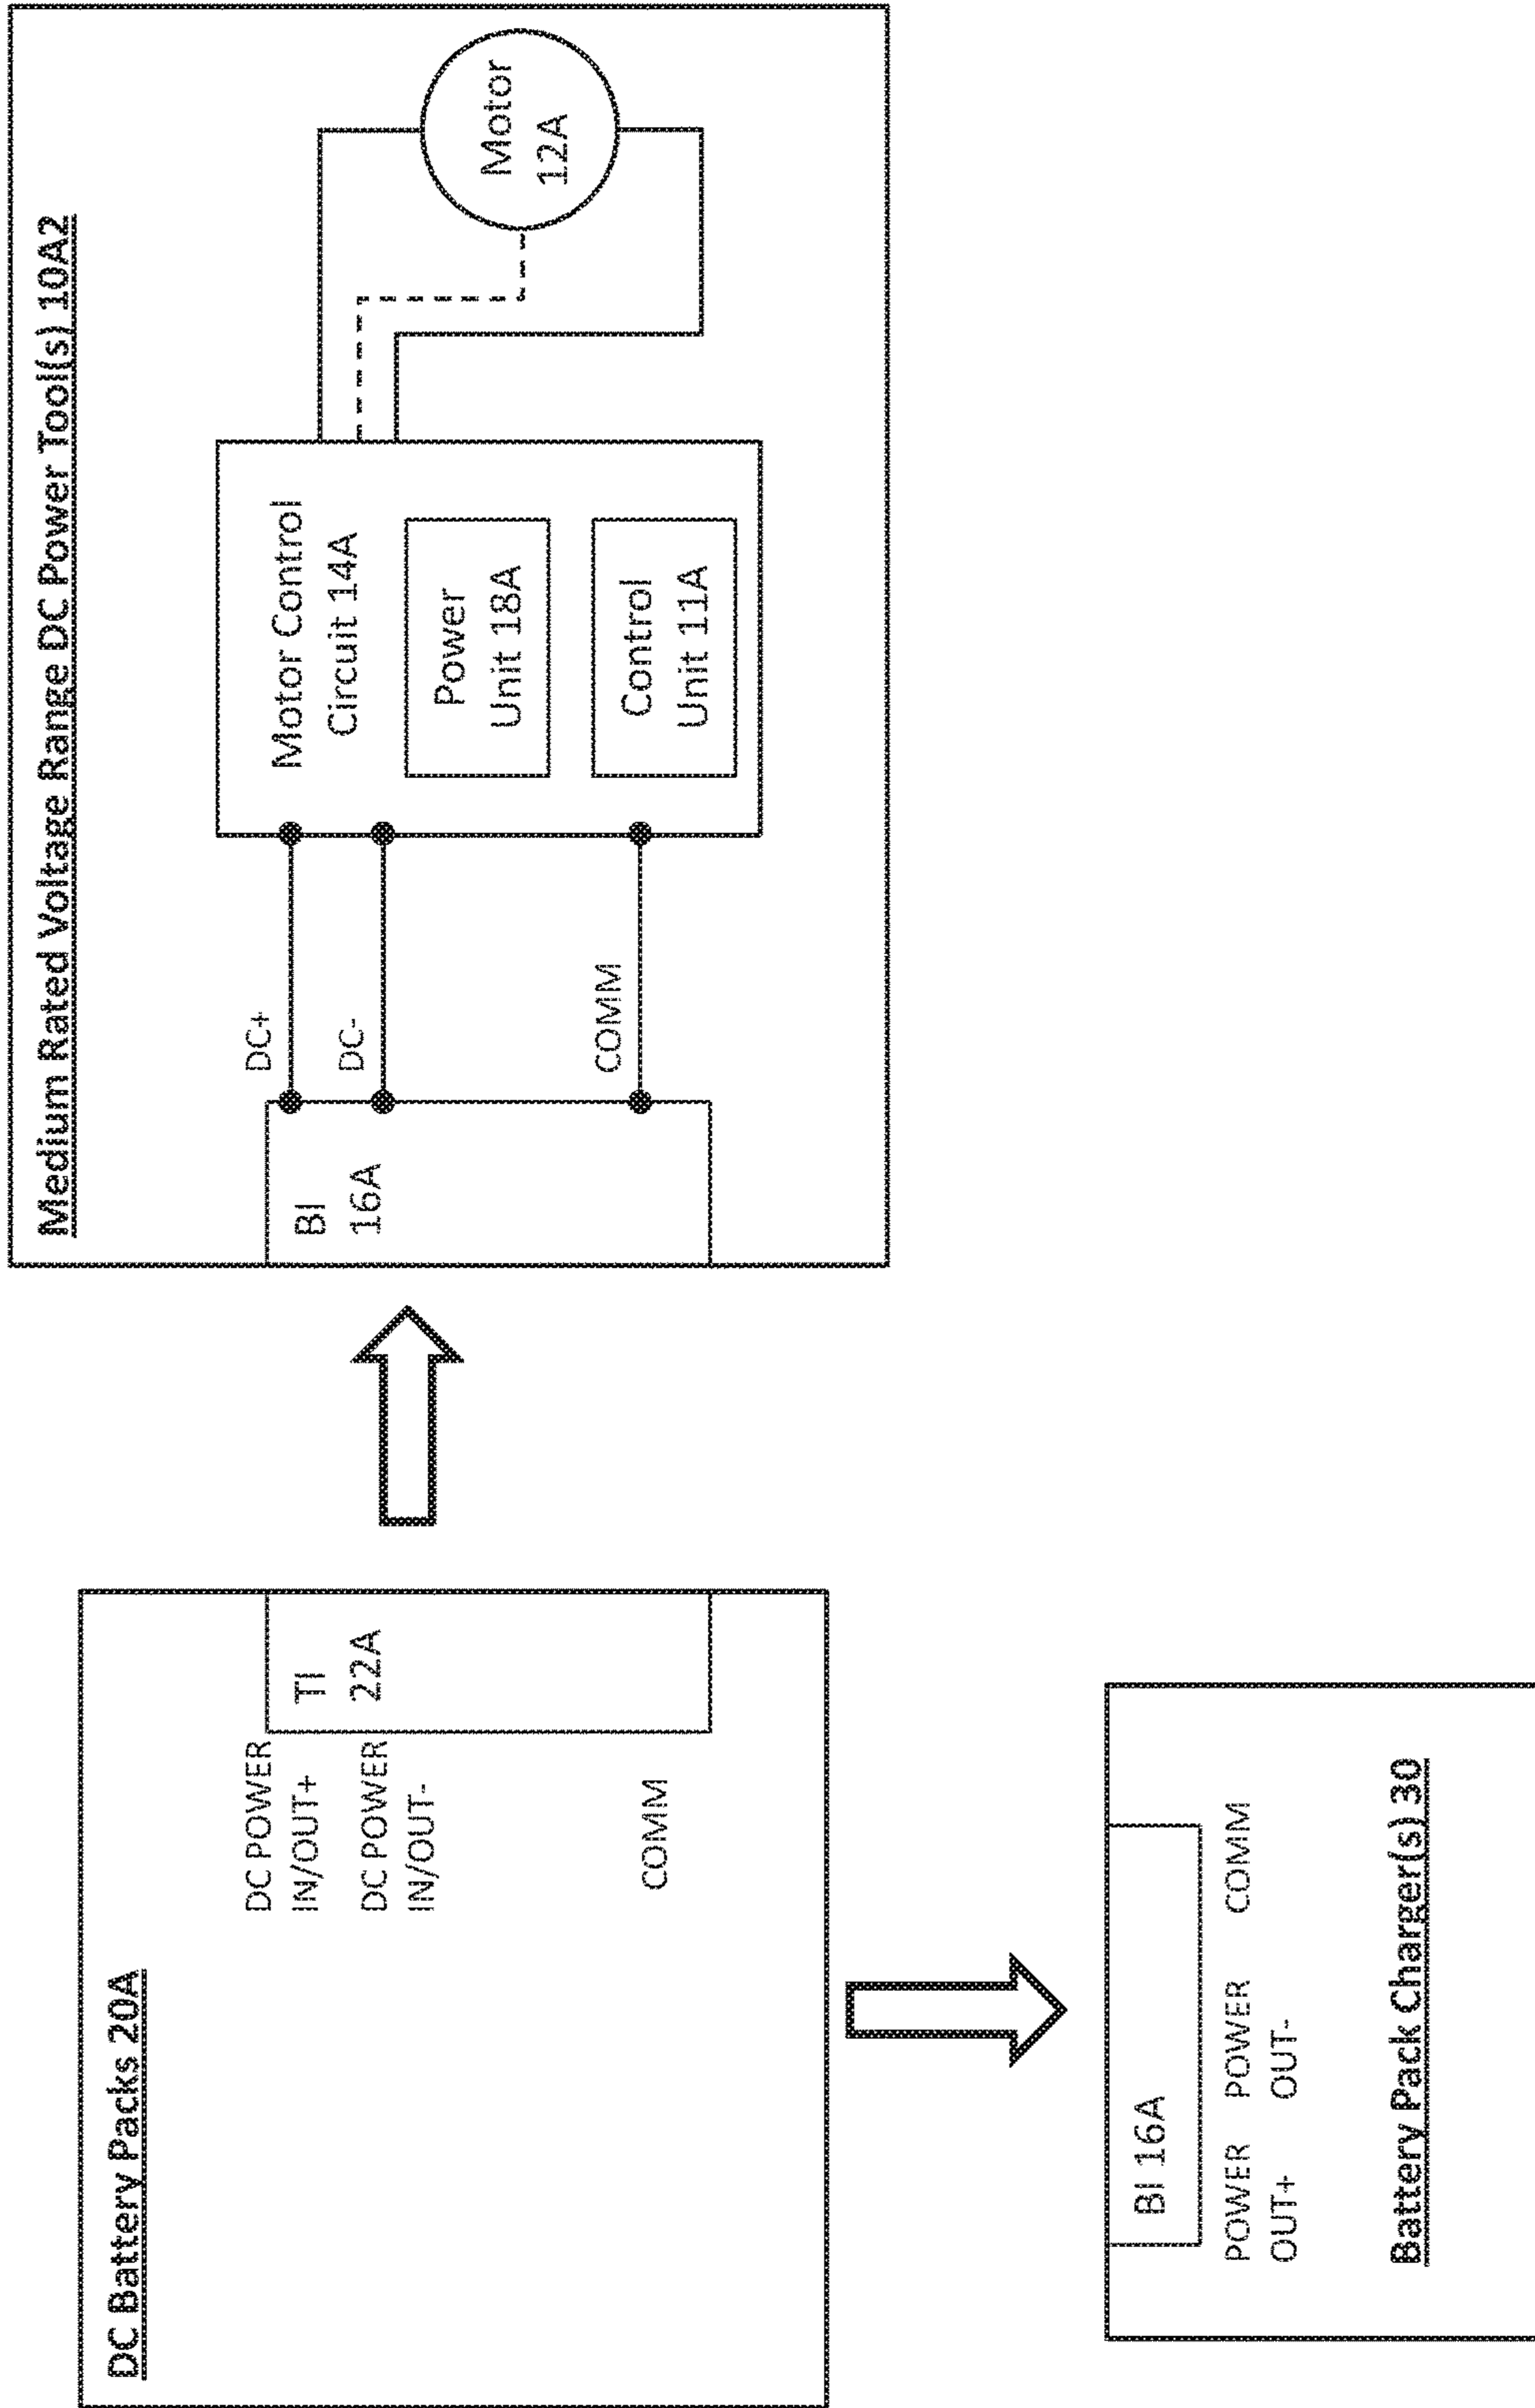 Medium Rated Voltage Range DC Power Tool(s) 10A2
DC+
DC-
COMM
BI
16A
Motor Control
Circuit 14A
Power
Unit 18A
Control
Unit 11A
Motor
12A
DC Battery Packs 20A
DC POWER
IN/OUT+
DC POWER
IN/OUT-
COMM
TI
22A
BI 16A
POWER
OUT+
POWER
OUT-
COMM
Battery Pack Charger(s) 30